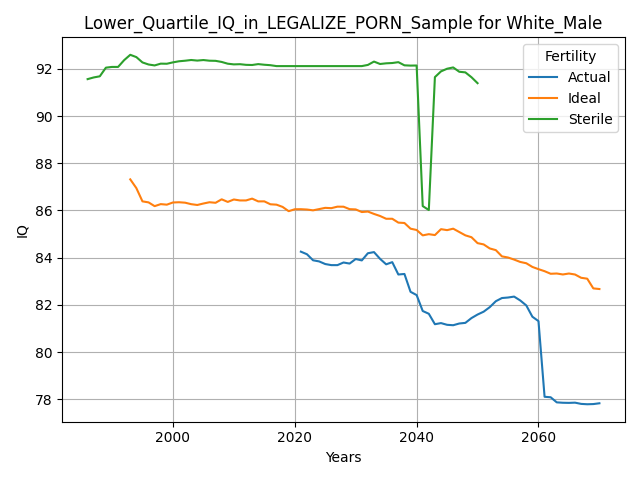 Lower_Quartile_IQ_in_LEGALIZE_PORN_Sample for White_Male
Fertility
Actual
Ideal
Sterile
IQ
92
90
88
86
84
82
80
78
2000
2020
2040
2060
Years